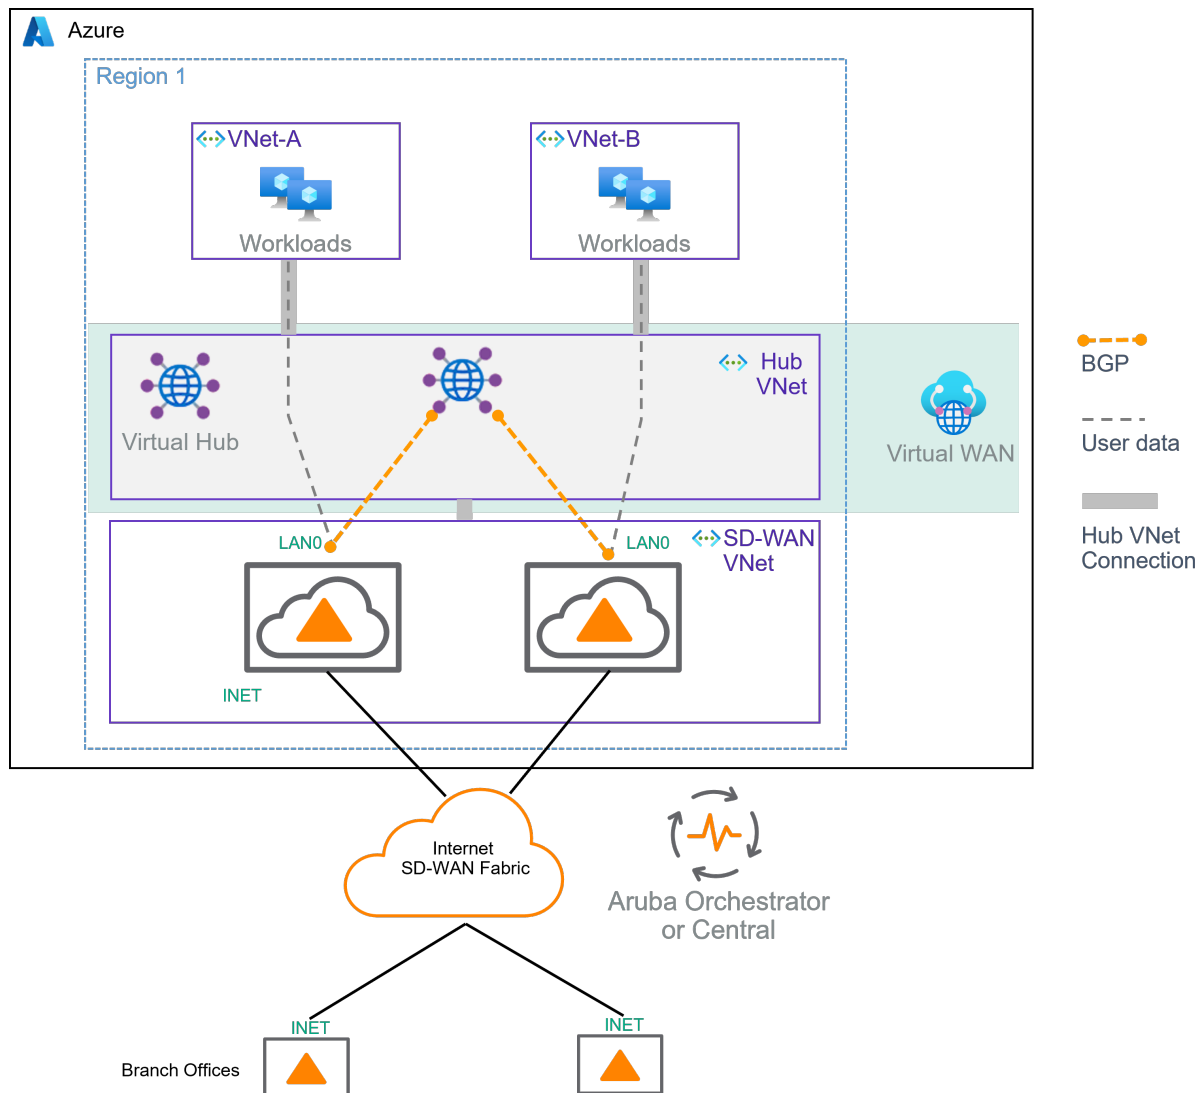 Azure
Region 1
VNet-A
VNet-B
Workloads
Workloads
Hub
VNet
Virtual Hub
Virtual WAN
BGP
User data
Hub VNet
Connection
LAN0
LAN0
SD-WAN
VNet
INET
Internet
SD-WAN Fabric
Aruba Orchestrator
or Central
INET
INET
Branch Offices